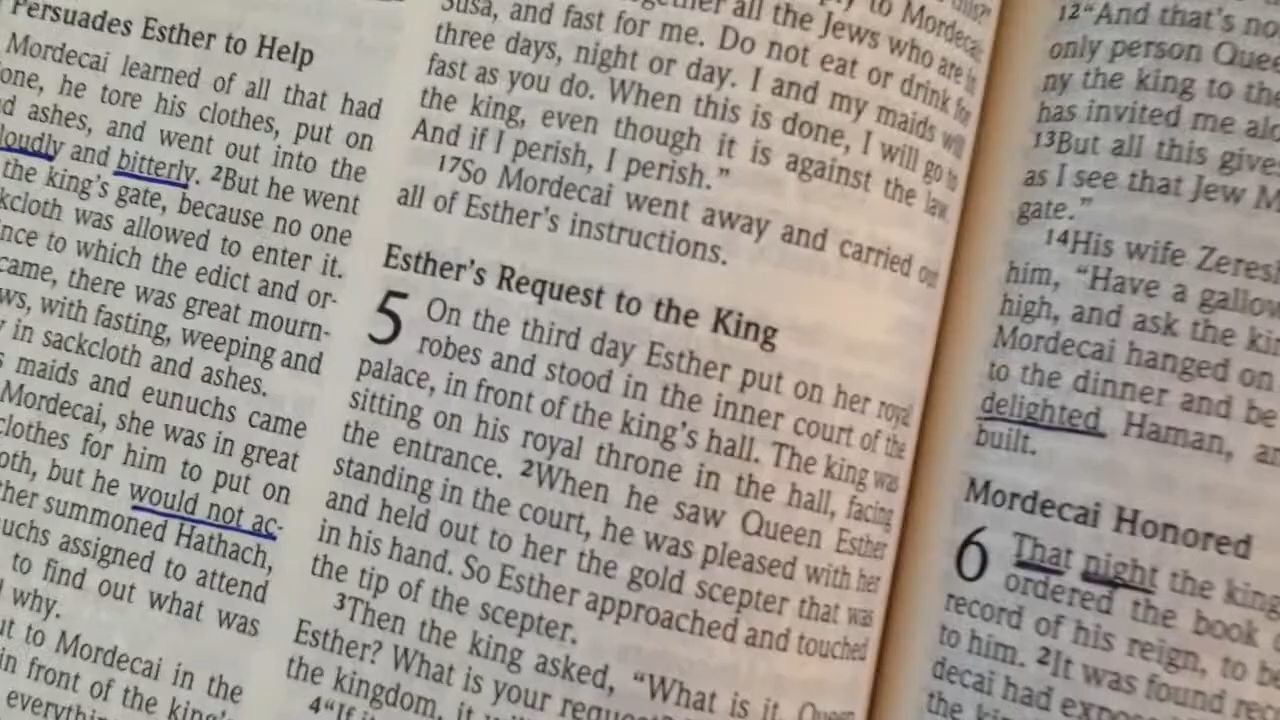 Persuades Esther to Help
Mordecai learned of all that had
one, he tore his clothes, put on
ashes, and went out into the
loudly and bitterly. 2But he went
the king's gate, because no one
kcloth was allowed to enter it.
nce to which the edict and or-
came, there was great mourn-
ws, with fasting, weeping and
in sackcloth and ashes.
maids and eunuchs came
Mordecai, she was in great
clothes for him to put on
oth, but he would not ac-
her summoned Hathach,
uchs assigned to attend
to find out what was
why.
ut to Mordecai in the
in front of the king's
everythin
all the Jews who are in
Susa, and fast for me. Do not eat or drink for
three days, night or day. I and my maids will
fast as you do. When this is done, I will go to
the king, even though it is against the law.
And if I perish, I perish."
17So Mordecai went away and carried out
all of Esther's instructions.
Esther's Request to the King
5 On the third day Esther put on her royal
robes and stood in the inner court of the
palace, in front of the king's hall. The king was
sitting on his royal throne in the hall, facing
the entrance. 2When he saw Queen Esther
standing in the court, he was pleased with her
and held out to her the gold scepter that was
in his hand. So Esther approached and touched
the tip of the scepter.
3Then the king asked, "What is it, Queen
Esther? What is your request?
the kingdom, it
4"If
12"And that's no
only person Quee
ny the king to the
has invited me alo
13But all this give
as I see that Jew M
gate."
14His wife Zeresh
him, "Have a gallow
high, and ask the kin
Mordecai hanged on
to the dinner and be
delighted Haman, an
built.
Mordecai Honored
6 That night the king
ordered the book
record of his reign, to be
to him. 2It was found rec
decai had expo
the kin